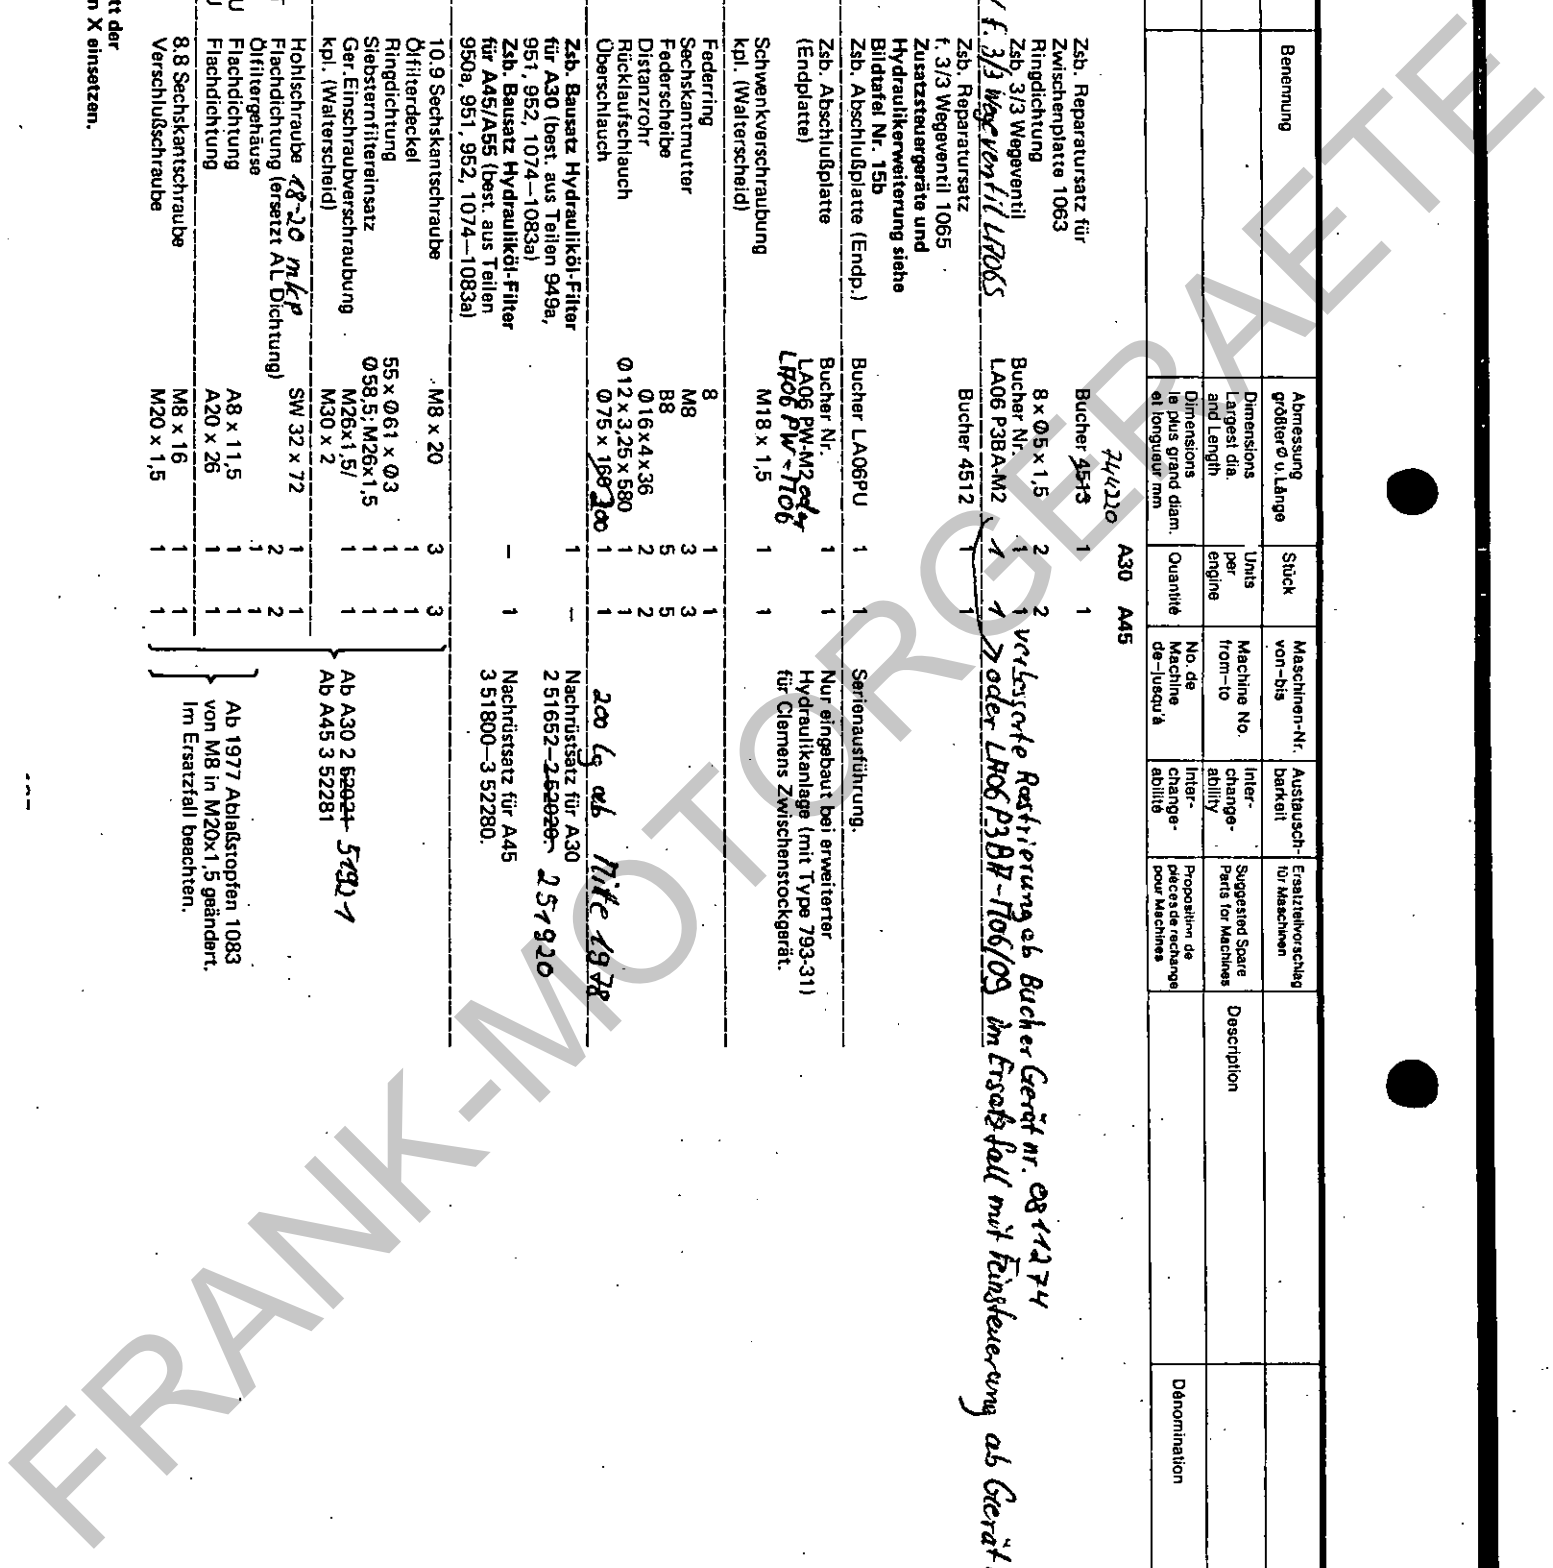 Benennung
Abmessung
größter Ø u. Länge
Stück
Maschinen-Nr.
von–bis
Austausch-
barkeit
Ersatzteilvorschlag
für Maschinen
Dimensions
Largest dia.
and Length
Units
per
engine
Machine No.
from–to
Inter-
change-
ability
Suggested Spare
Parts for Machines
Description
Dimensions
le plus grand diam.
et longueur mm
Quantité
No. de
Machine
de–jusqu'à
Inter-
change-
abilité
Proposition de
pièces de rechange
pour Machines
Dénomination
74420 A30 A45
Zsb. Reparatursatz für Bucher 4513 1 1
Zwischenplatte 1063
Ringdichtung 8 x Ø5 x 1,5 2 2
Zsb. 3/3 Wegeventil Bucher Nr. 1 1 verbesserte Rastrierung ab Bucher Gerät nr. 0811274
f. 3/3 Wegeventil LA06S LA06 P3BA-M2 1 1 oder LA06P3BA-M06/09 im Ersatzfall mit Feinsteuerung ab Gerät
Zsb. Reparatursatz Bucher 4512 1 1
f. 3/3 Wegeventil 1065
Zusatzsteuergeräte und
Hydraulikerweiterung siehe
Bildtafel Nr. 15b
Zsb. Abschlußplatte (Endp.) Bucher LA06PU 1 1 Serienausführung.
Zsb. Abschlußplatte Bucher Nr. 1 1 Nur eingebaut bei erweiterter
(Endplatte) LA06 PW-M2 oder Hydraulikanlage (mit Type 793-31)
LA06 PW-M06 für Clemens Zwischenstockgerät.
Schwenkverschraubung M18 x 1,5 1 1
kpl. (Walterscheid)
Federring 8 1 1
Sechskantmutter M8 3 3
Federscheibe B8 5 5
Distanzrohr Ø16x4x36 2 2
Rücklaufschlauch Ø12 x 3,25 x 580 1 1
Überschlauch Ø75 x 160 200 1 1 200 lg ab Mitte 1978
Zsb. Bausatz Hydrauliköl-Filter 1 – Nachrüstsatz für A30
für A30 (best. aus Teilen 949a, 2 51652–2 52020 251920
951, 952, 1074–1083a)
Zsb. Bausatz Hydrauliköl-Filter – 1 Nachrüstsatz für A45
für A45/A55 (best. aus Teilen 3 51800–3 52280.
950a, 951, 952, 1074–1083a)
10.9 Sechskantschraube M8 x 20 3 3
Ölfilterdeckel 1 1
Ringdichtung 55 x Ø61 x Ø3 1 1
Siebsternfiltereinsatz Ø58,5; M26x1,5 1 1
Ger. Einschraubverschraubung M26x1,5/ 1 1 Ab A30 2 52021 51921
kpl. (Walterscheid) M30 x 2 Ab A45 3 52281
Hohlschraube 18-20 mkp SW 32 x 72 1 1
Flachdichtung (ersetzt AL Dichtung) 2 2
Ölfiltergehäuse 1 1
Flachdichtung A8 x 11,5 1 1 Ab 1977 Ablaßstopfen 1083
Flachdichtung A20 x 26 1 1 von M8 in M20x1,5 geändert.
8.8 Sechskantschraube M8 x 16 1 1 Im Ersatzfall beachten.
Verschlußschraube M20 x 1,5 1 1
tt der
n X einsetzen.
FRANK-MOTORGERAETE